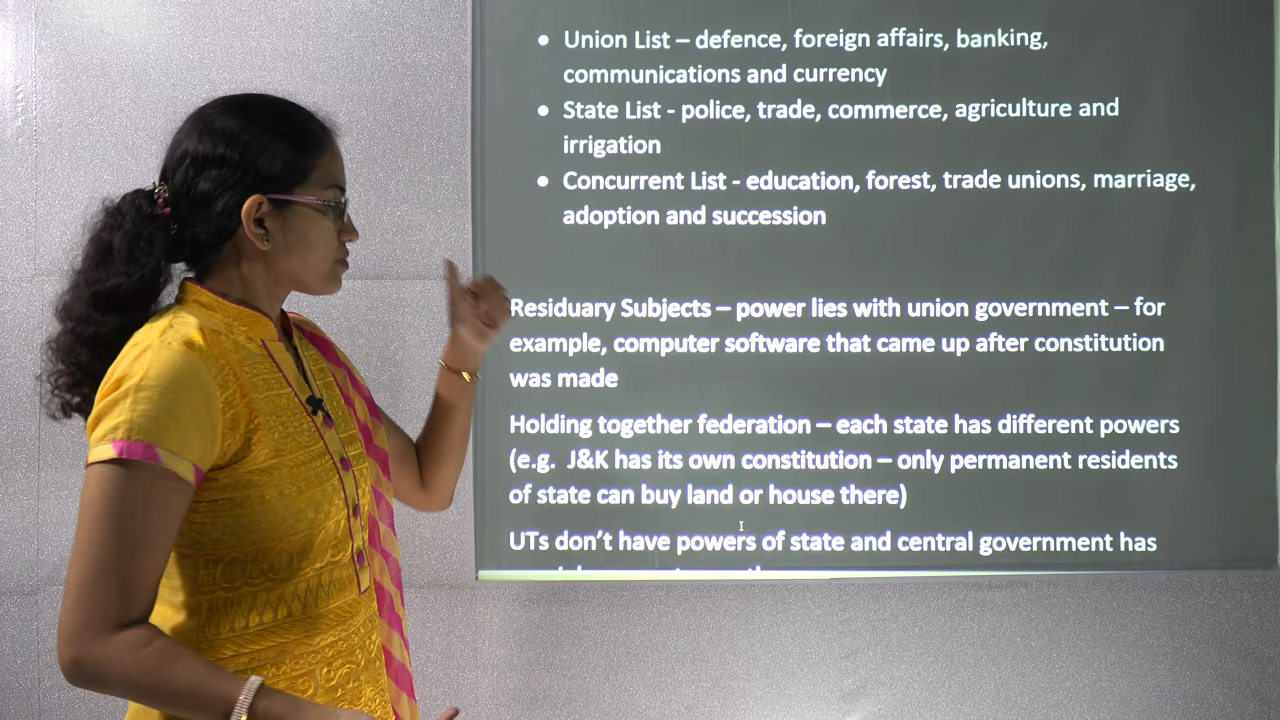 • Union List – defence, foreign affairs, banking,
communications and currency
• State List - police, trade, commerce, agriculture and
irrigation
• Concurrent List - education, forest, trade unions, marriage,
adoption and succession
Residuary Subjects – power lies with union government – for
example, computer software that came up after constitution
was made
Holding together federation – each state has different powers
(e.g. J&K has its own constitution – only permanent residents
of state can buy land or house there)
UTs don't have powers of state and central government has